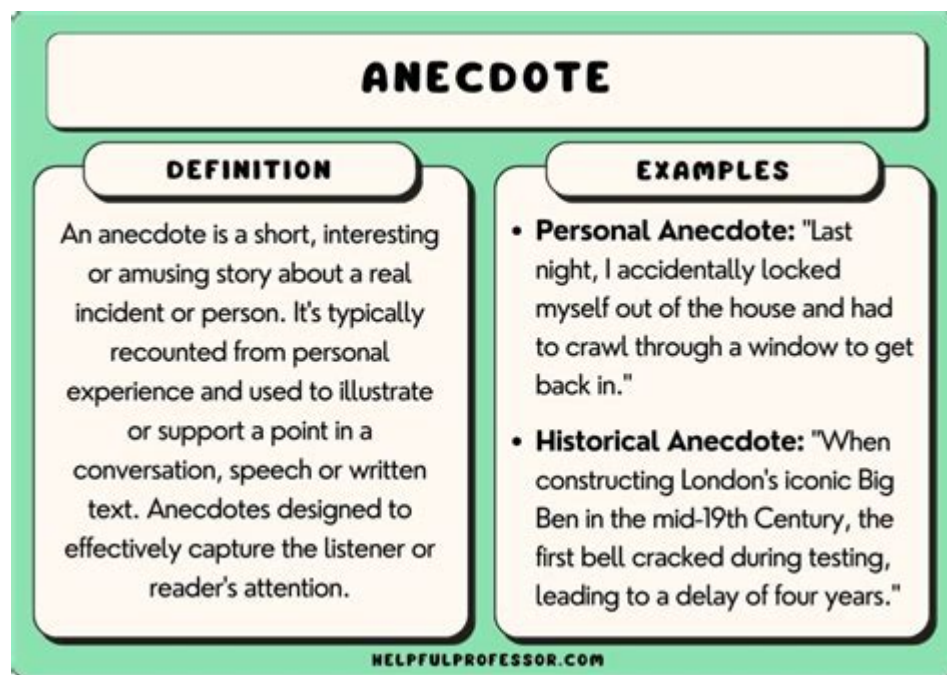 ANECDOTE
DEFINITION
An anecdote is a short, interesting
or amusing story about a real
incident or person. It's typically
recounted from personal
experience and used to illustrate
or support a point in a
conversation, speech or written
text. Anecdotes designed to
effectively capture the listener or
reader's attention.
EXAMPLES
• Personal Anecdote: "Last
night, I accidentally locked
myself out of the house and had
to crawl through a window to get
back in."
• Historical Anecdote: "When
constructing London's iconic Big
Ben in the mid-19th Century, the
first bell cracked during testing,
leading to a delay of four years."
HELPFULPROFESSOR.COM